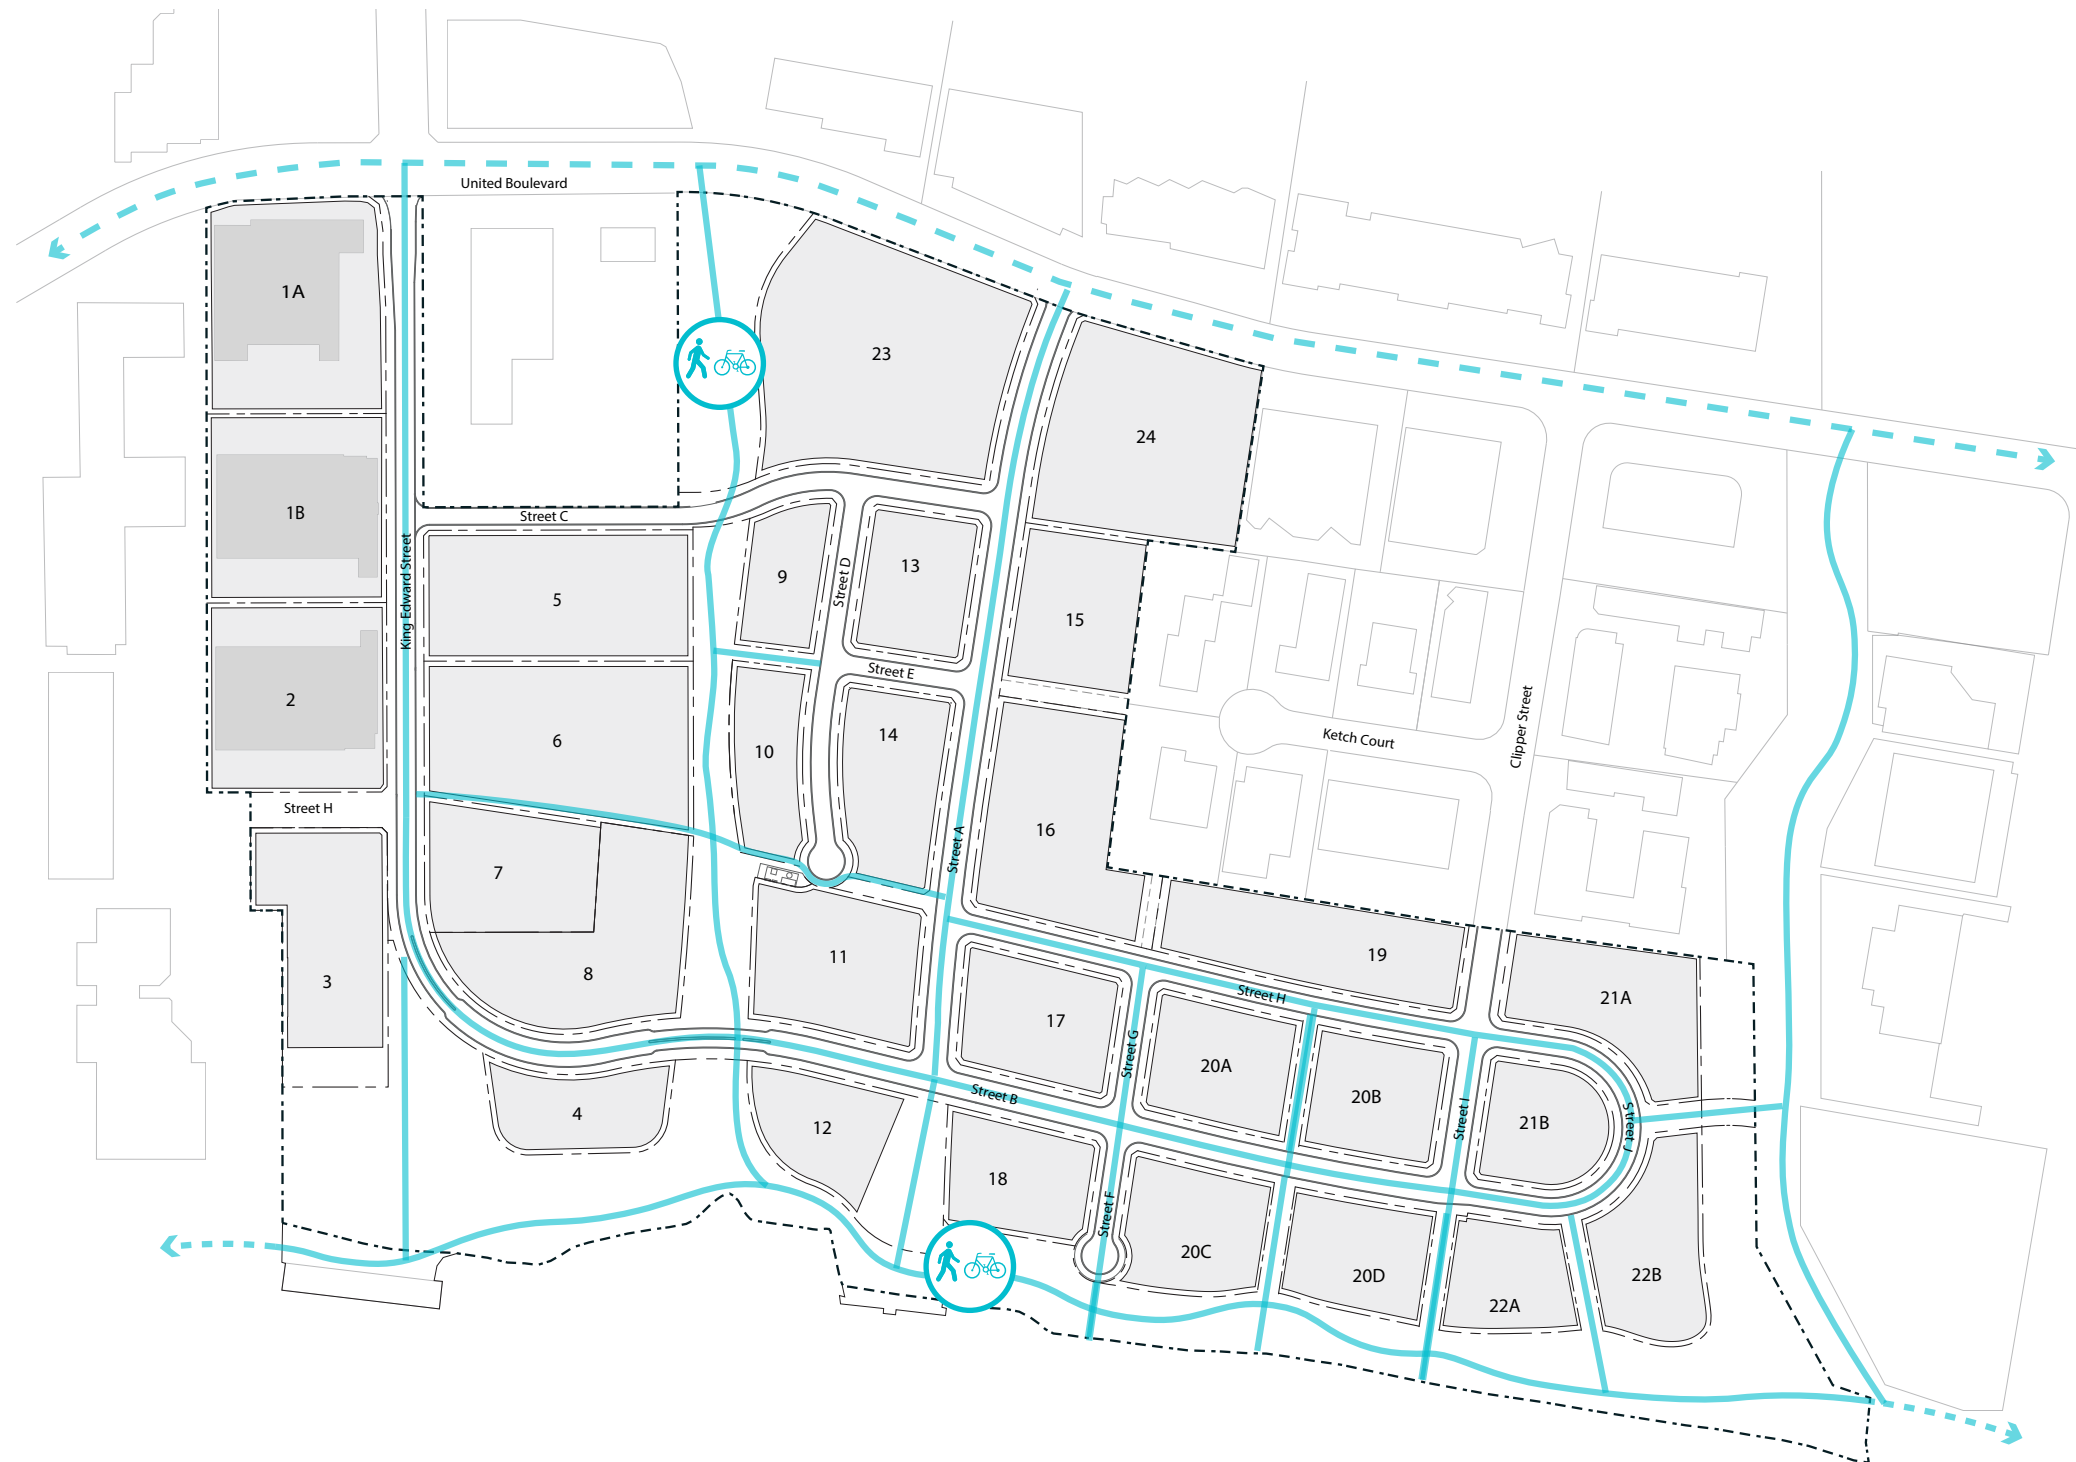 United Boulevard
1A
23
24
1B
Street C
King Edward Street
5
9
Street D
13
15
2
6
10
Street E
14
Ketch Court
Clipper Street
Street H
7
16
Street A
3
8
11
19
17
Street H
21A
Street G
20A
20B
4
12
Street B
Street I
21B
Street J
18
Street F
20C
20D
22A
22B